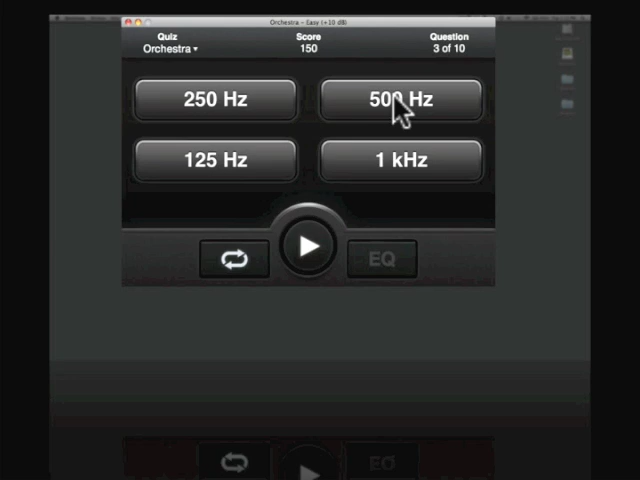 Orchestra – Easy (+10 dB)
Quiz Score Question
Orchestra 150 3 of 10
250 Hz 500 Hz
125 Hz 1 kHz
EQ
EQ